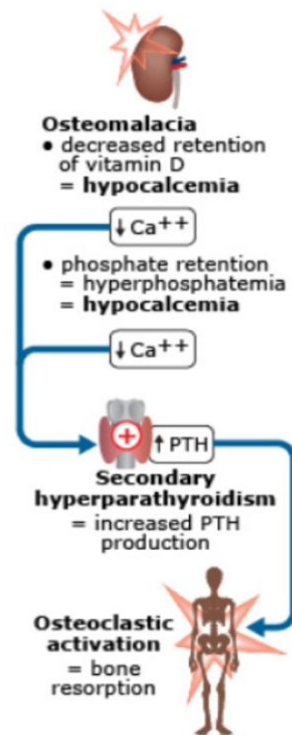 Osteomalacia
• decreased retention
of vitamin D
= hypocalcemia
↓ Ca++
• phosphate retention
= hyperphosphatemia
= hypocalcemia
↓ Ca++
+
↑ PTH
Secondary
hyperparathyroidism
= increased PTH
production
Osteoclastic
activation
= bone
resorption